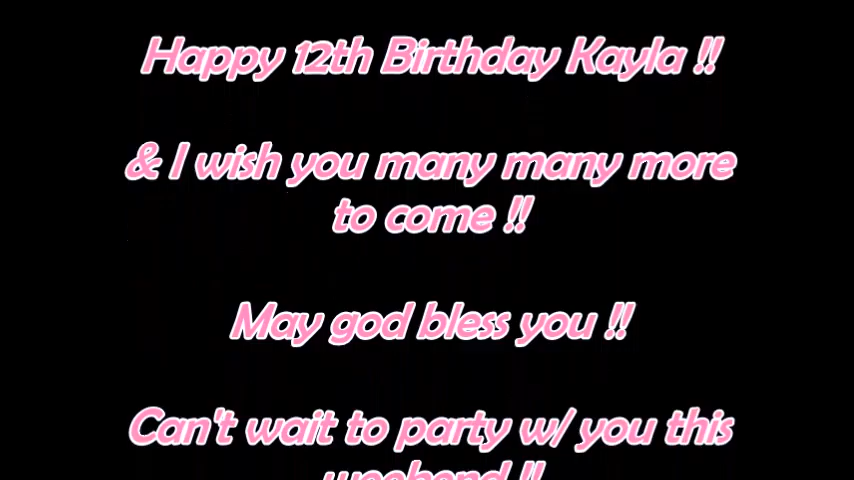 Happy 12th Birthday Kayla !!
& I wish you many many more
to come !!
May god bless you !!
Can't wait to party w/ you this
weekend !!